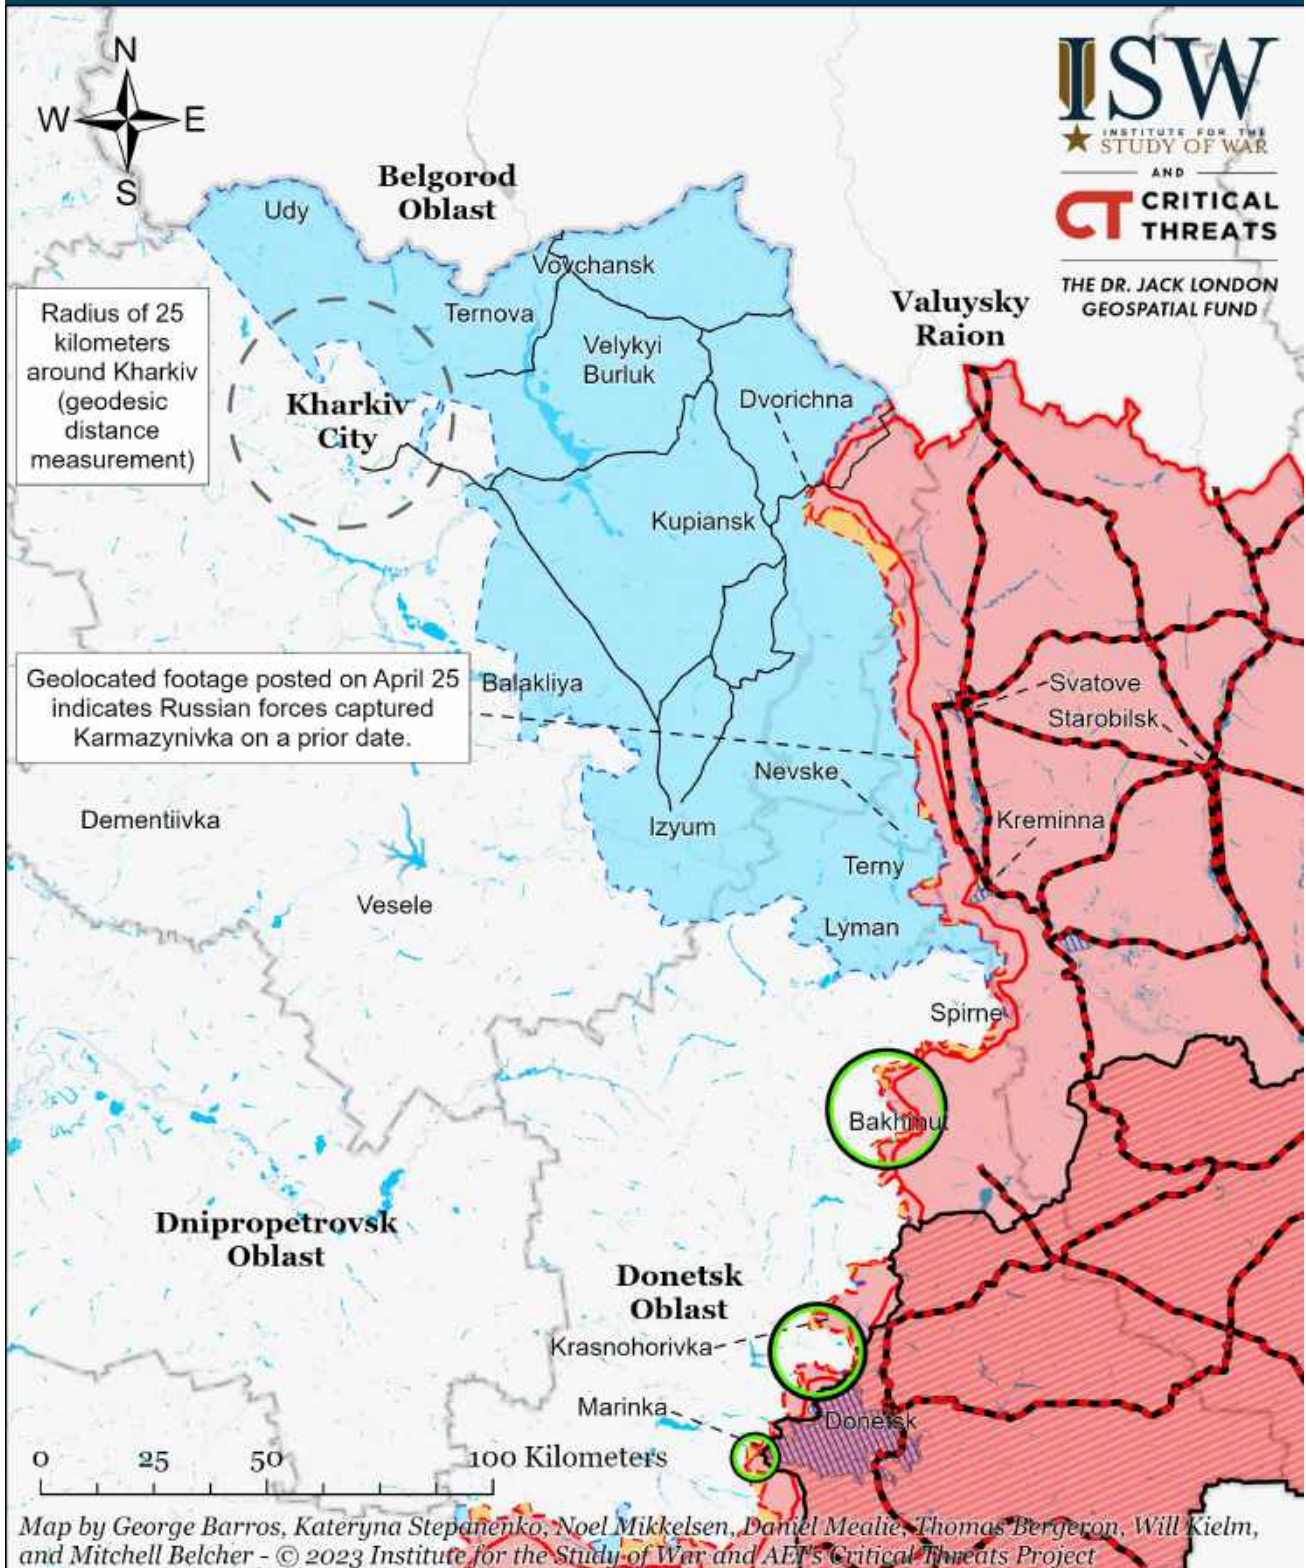 N
W E
S
ISW
INSTITUTE FOR THE
STUDY OF WAR
AND
CT CRITICAL
THREATS
THE DR. JACK LONDON
GEOSPATIAL FUND
Belgorod
Oblast
Udy
Vovchansk
Ternova
Valuysky
Raion
Radius of 25
kilometers
around Kharkiv
(geodesic
distance
measurement)
Velykyi
Burluk
Kharkiv
City
Dvorichna
Kupiansk
Geolocated footage posted on April 25
indicates Russian forces captured
Karmazynivka on a prior date.
Balakliya
Svatove
Starobilsk
Nevske
Dementiivka
Izyum
Kreminna
Terny
Vesele
Lyman
Spirne
Bakhmut
Dnipropetrovsk
Oblast
Donetsk
Oblast
Krasnohorivka
Marinka
Donetsk
0 25 50 100 Kilometers
Map by George Barros, Kateryna Stepanenko, Noel Mikkelsen, Daniel Mealie, Thomas Bergeron, Will Kielm,
and Mitchell Belcher - © 2023 Institute for the Study of War and AEI's Critical Threats Project